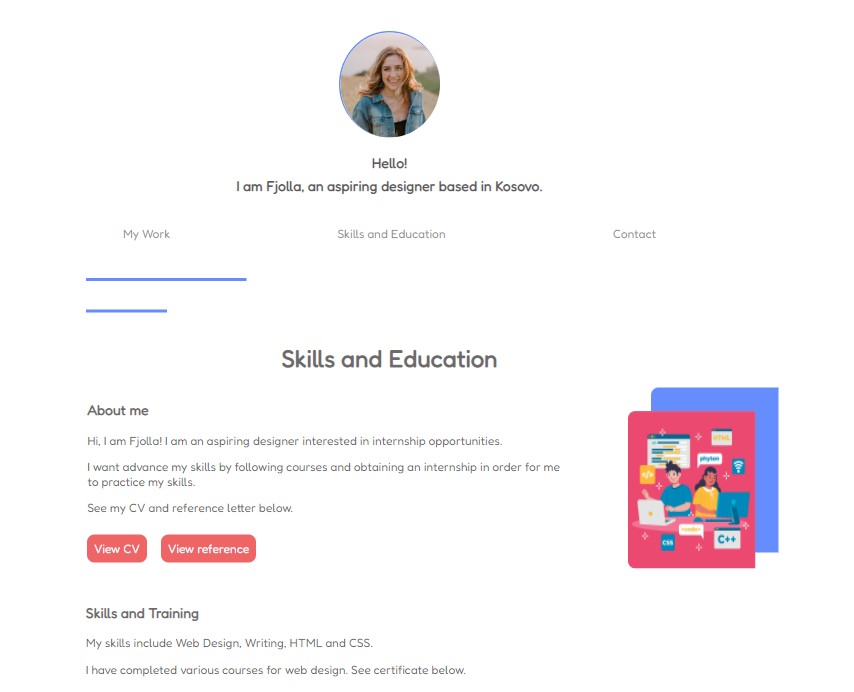 Hello!
I am Fjolla, an aspiring designer based in Kosovo.
My Work
Skills and Education
Contact
Skills and Education
About me
Hi, I am Fjolla! I am an aspiring designer interested in internship opportunities.
I want advance my skills by following courses and obtaining an internship in order for me
to practice my skills.
See my CV and reference letter below.
View CV
View reference
HTML
phyton
</>
C++
CSS
Skills and Training
My skills include Web Design, Writing, HTML and CSS.
I have completed various courses for web design. See certificate below.